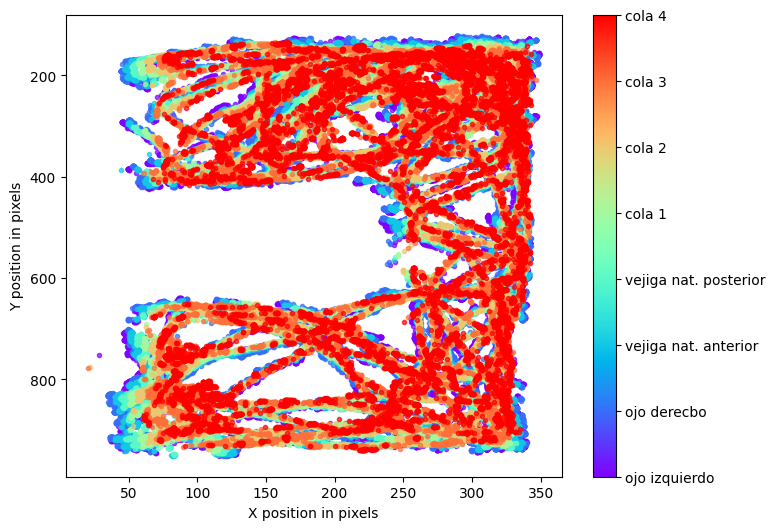 Y position in pixels
200
400
600
800
50
100
150
200
250
300
350
X position in pixels
cola 4
cola 3
cola 2
cola 1
vejiga nat. posterior
vejiga nat. anterior
ojo derecbo
ojo izquierdo